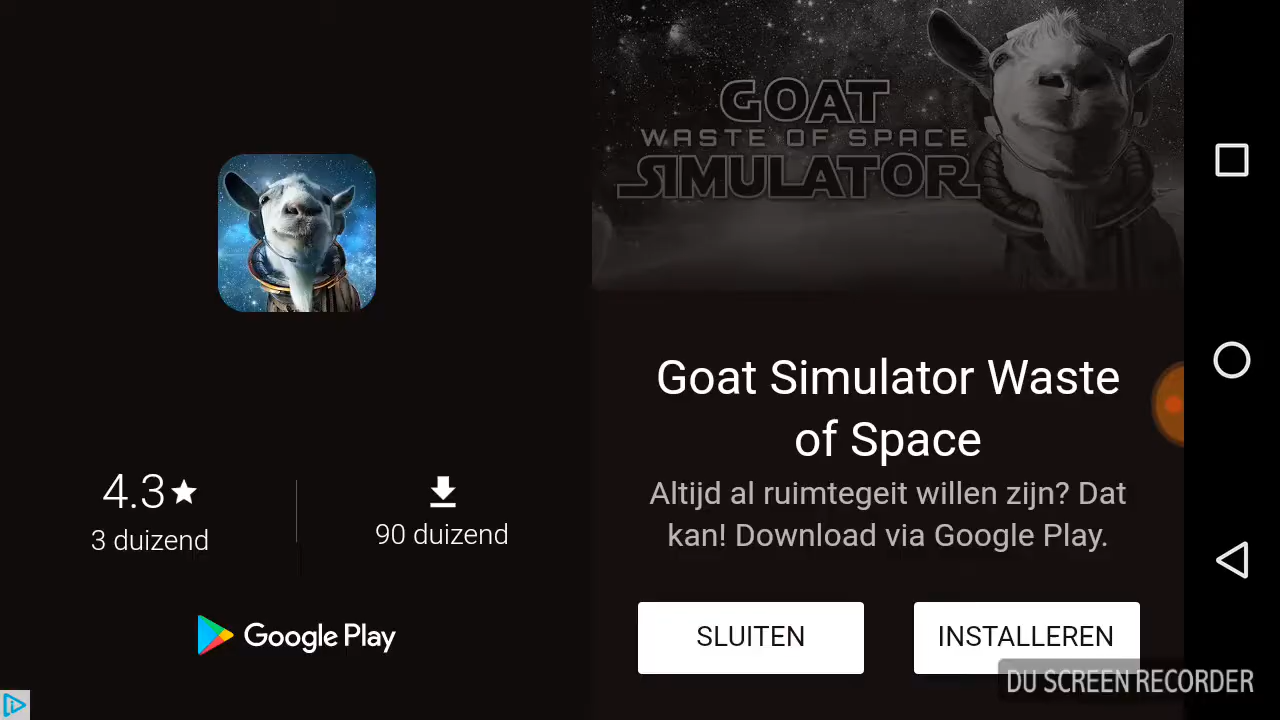 GOAT
WASTE OF SPACE
SIMULATOR
4.3★
3 duizend
90 duizend
Google Play
Goat Simulator Waste
of Space
Altijd al ruimtegeit willen zijn? Dat
kan! Download via Google Play.
SLUITEN
INSTALLEREN
DU SCREEN RECORDER